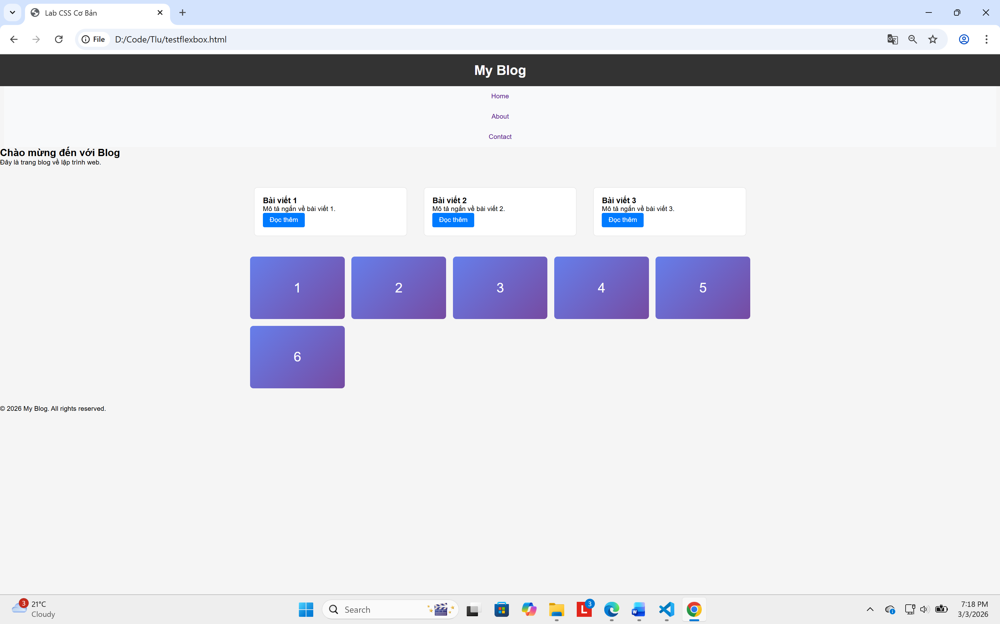 Lab CSS Cơ Bản
File
D:/Code/Tlu/testflexbox.html
My Blog
Home
About
Contact
Chào mừng đến với Blog
Đây là trang blog về lập trình web.
Bài viết 1
Mô tả ngắn về bài viết 1.
Đọc thêm
Bài viết 2
Mô tả ngắn về bài viết 2.
Đọc thêm
Bài viết 3
Mô tả ngắn về bài viết 3.
Đọc thêm
1
2
3
4
5
6
© 2026 My Blog. All rights reserved.
3
21°C
Cloudy
Search
L
3
W
7:18 PM
3/3/2026